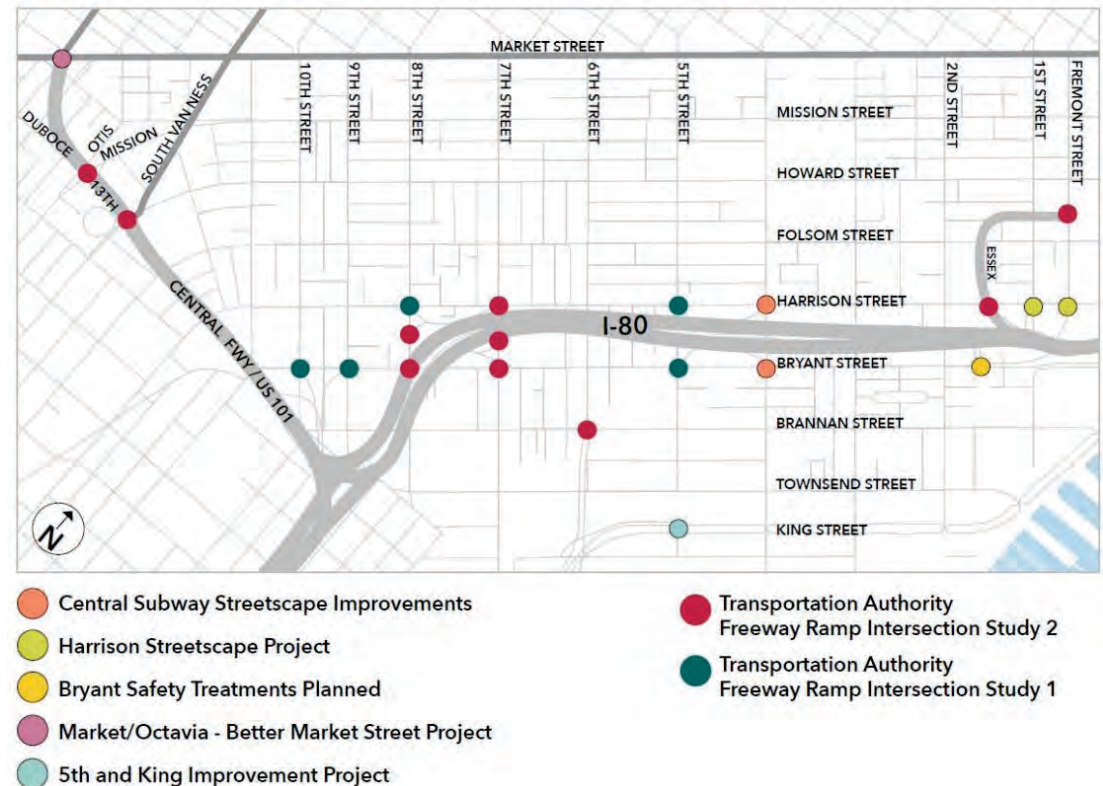 MARKET STREET
10TH STREET
9TH STREET
8TH STREET
7TH STREET
6TH STREET
5TH STREET
2ND STREET
1ST STREET
FREMONT STREET
DUBOCE
OTIS
MISSION
SOUTH VAN NESS
13TH
MISSION STREET
HOWARD STREET
FOLSOM STREET
ESSEX
CENTRAL FWY / US 101
HARRISON STREET
I-80
BRYANT STREET
BRANNAN STREET
TOWNSEND STREET
KING STREET
N
Central Subway Streetscape Improvements
Harrison Streetscape Project
Bryant Safety Treatments Planned
Market/Octavia - Better Market Street Project
5th and King Improvement Project
Transportation Authority
Freeway Ramp Intersection Study 2
Transportation Authority
Freeway Ramp Intersection Study 1